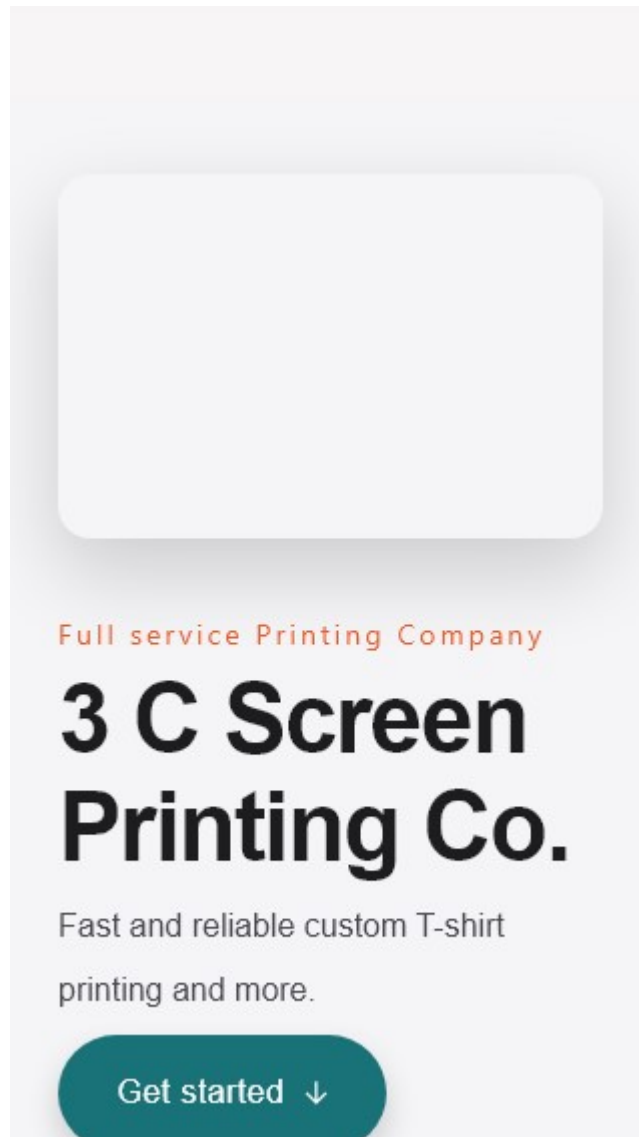 Full service Printing Company
3 C Screen
Printing Co.
Fast and reliable custom T-shirt
printing and more.
Get started ↓